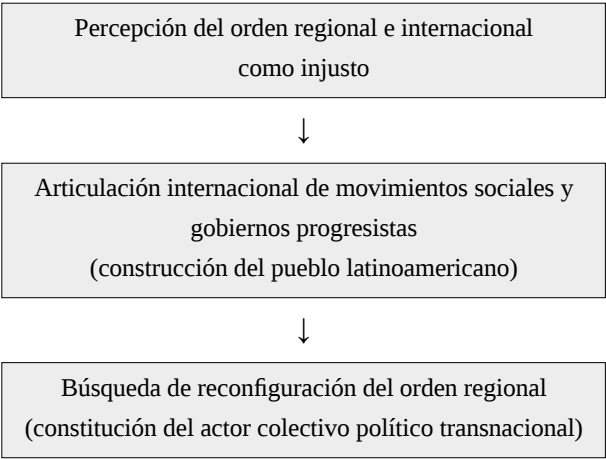 Percepción del orden regional e internacional
como injusto
↓
Articulación internacional de movimientos sociales y
gobiernos progresistas
(construcción del pueblo latinoamericano)
↓
Búsqueda de reconfiguración del orden regional
(constitución del actor colectivo político transnacional)